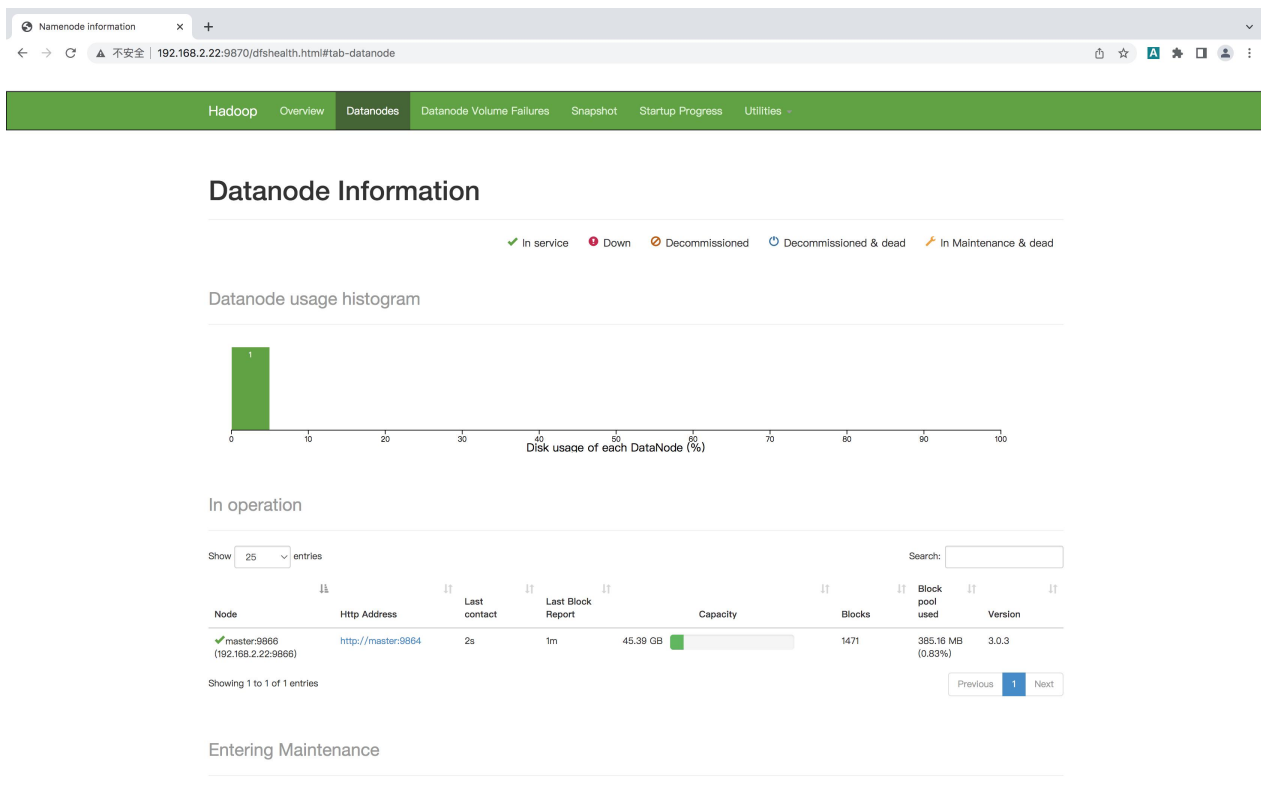 Namenode information
不安全 192.168.2.22:9870/dfshealth.html#tab-datanode
A
Hadoop Overview Datanodes Datanode Volume Failures Snapshot Startup Progress Utilities
Datanode Information
In service Down Decommissioned Decommissioned & dead In Maintenance & dead
Datanode usage histogram
1
0 10 20 30 40 50 60 70 80 90 100
Disk usage of each DataNode (%)
In operation
Show 25 entries Search:
Node Http Address Last contact Last Block Report Capacity Blocks Block pool used Version
master:9866 (192.168.2.22:9866) http://master:9864 2s 1m 45.39 GB 1471 385.16 MB (0.83%) 3.0.3
Showing 1 to 1 of 1 entries Previous 1 Next
Entering Maintenance